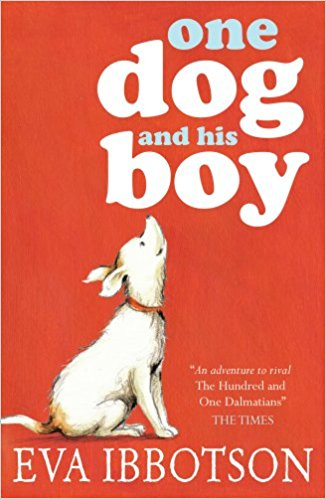 one
dog
and his
boy
“An adventure to rival
The Hundred and
One Dalmatians”
THE TIMES
EVA IBBOTSON